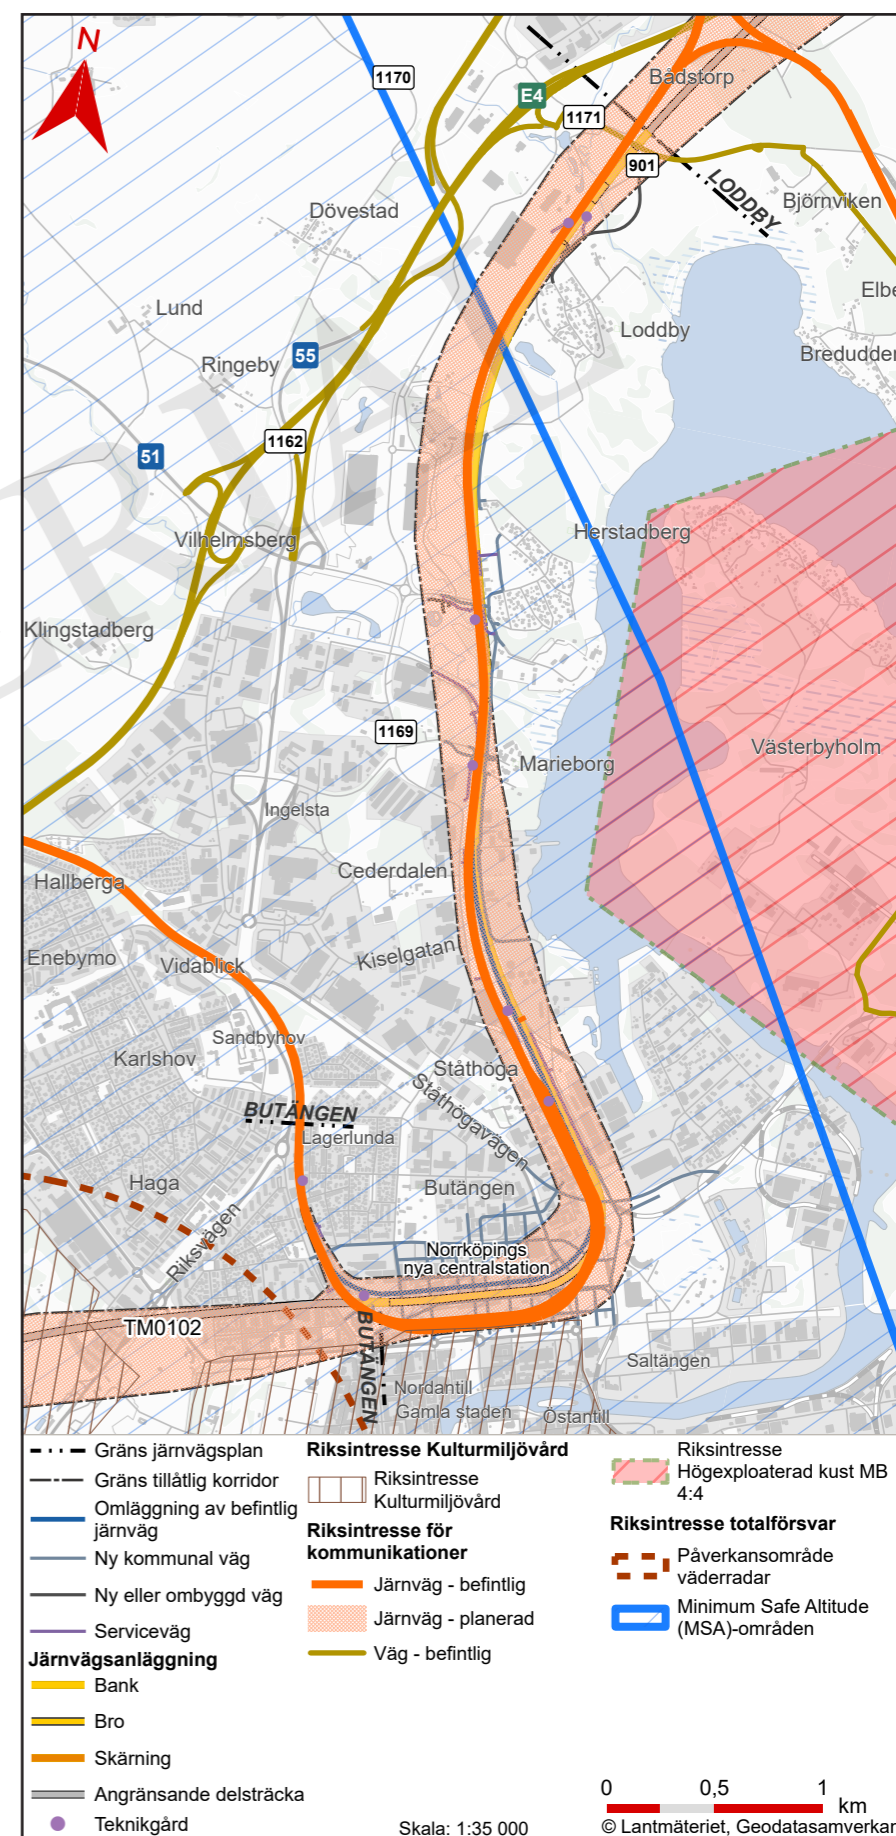 N
1170
Bådstorp
E4
1171
901
LODDBY
Björnviken
Dövestad
Elbe
Lund
Loddby
Ringeby
55
Bredudden
1162
51
Herstadberg
Vilhelmsberg
Klingstadberg
1169
Västerbyholm
Marieborg
Ingelsta
Cederdalen
Hallberga
Kiselgatan
Enebymo
Vidablick
Sandbyhov
Karlshov
Ståthöga
Ståthögavägen
BUTÄNGEN
Lagerlunda
Haga
Butängen
Riksvägen
Norrköpings
nya centralstation
TM0102
BUTÄNGEN
Saltängen
Nordantill
Gamla staden
Östantill
Gräns järnvägsplan
Gräns tillåtlig korridor
Omläggning av befintlig
järnväg
Ny kommunal väg
Ny eller ombyggd väg
Serviceväg
Järnvägsanläggning
Bank
Bro
Skärning
Angränsande delsträcka
Teknikgård
Riksintresse Kulturmiljövård
Riksintresse
Kulturmiljövård
Riksintresse för
kommunikationer
Järnväg - befintlig
Järnväg - planerad
Väg - befintlig
Riksintresse
Högexploaterad kust MB
4:4
Riksintresse totalförsvar
Påverkansområde
väderradar
Minimum Safe Altitude
(MSA)-områden
0 0,5 1
km
Skala: 1:35 000
© Lantmäteriet, Geodatasamverkan